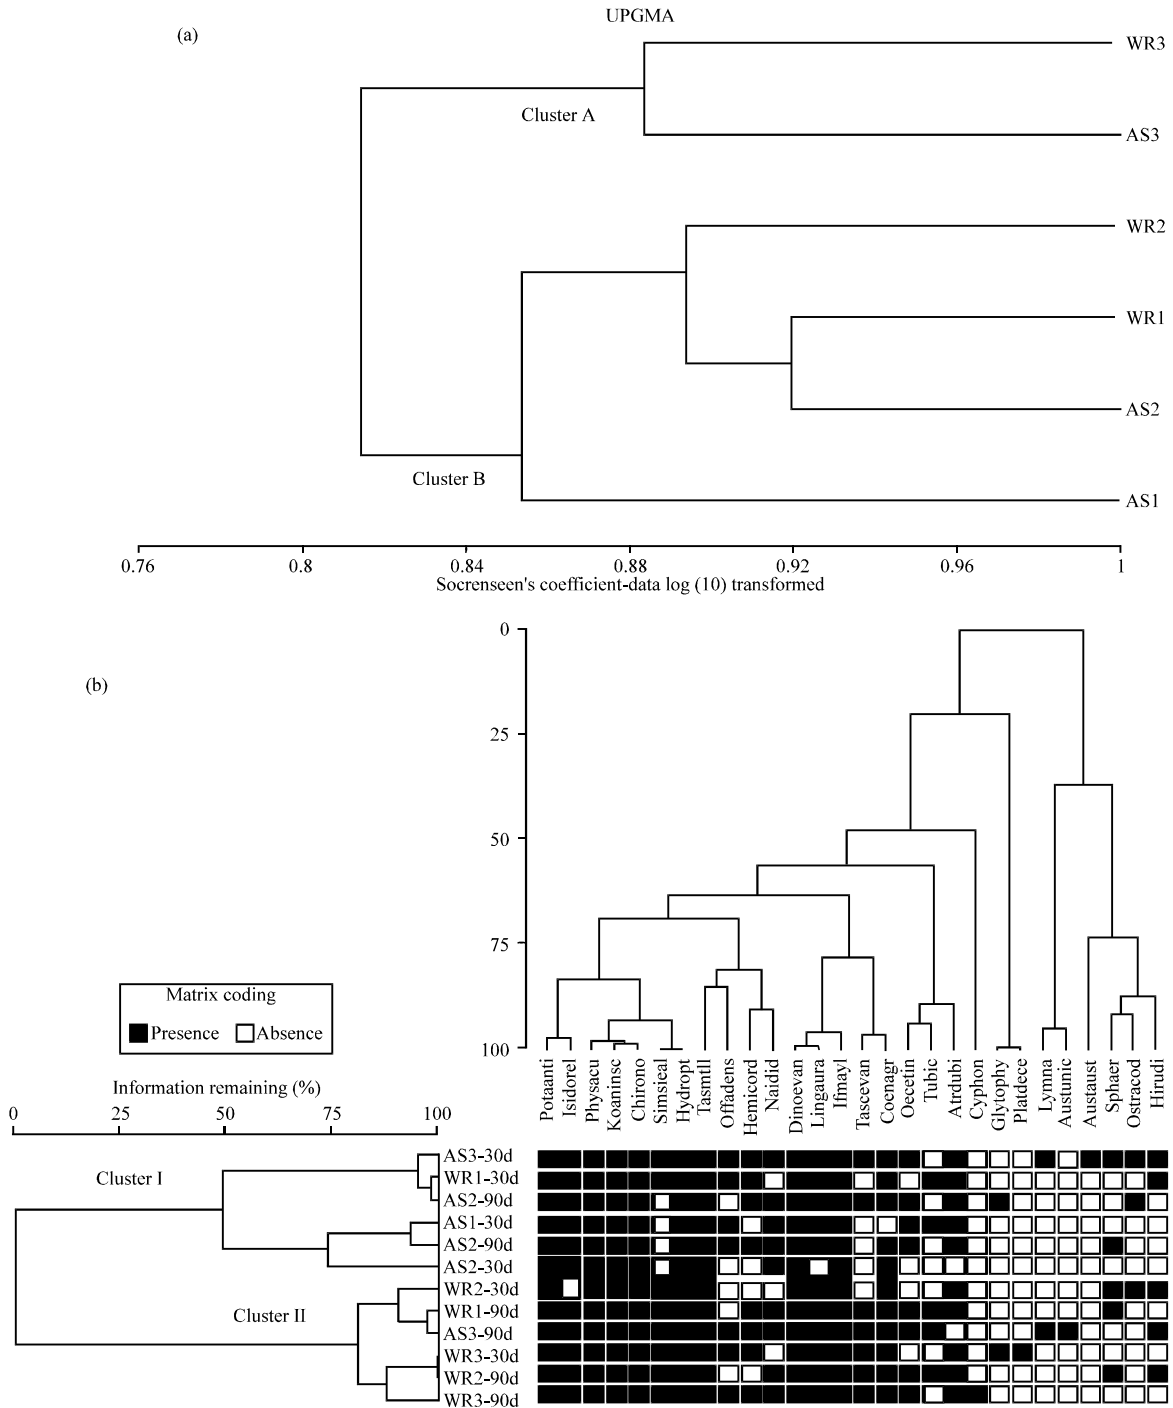 UPGMA
(a)
WR3
Cluster A
AS3
WR2
WR1
AS2
Cluster B
AS1
0.76 0.8 0.84 0.88 0.92 0.96 1
Socrenseen's coefficient-data log (10) transformed
(b)
0
25
50
75
100
Matrix coding
Presence Absence
Potaanti
Isidorel
Physacu
Koaninsc
Chirono
Simsieal
Hydropt
Tasmtll
Offadens
Hemicord
Naidid
Dinoevan
Lingaura
Ifmayl
Tascevan
Coenagr
Oecetin
Tubic
Atrdubi
Cyphon
Glytophy
Platdece
Lymna
Austunic
Austaust
Sphaer
Ostracod
Hirudi
Information remaining (%)
0 25 50 75 100
Cluster I
Cluster II
AS3-30d
WR1-30d
AS2-90d
AS1-30d
AS2-90d
AS2-30d
WR2-30d
WR1-90d
AS3-90d
WR3-30d
WR2-90d
WR3-90d